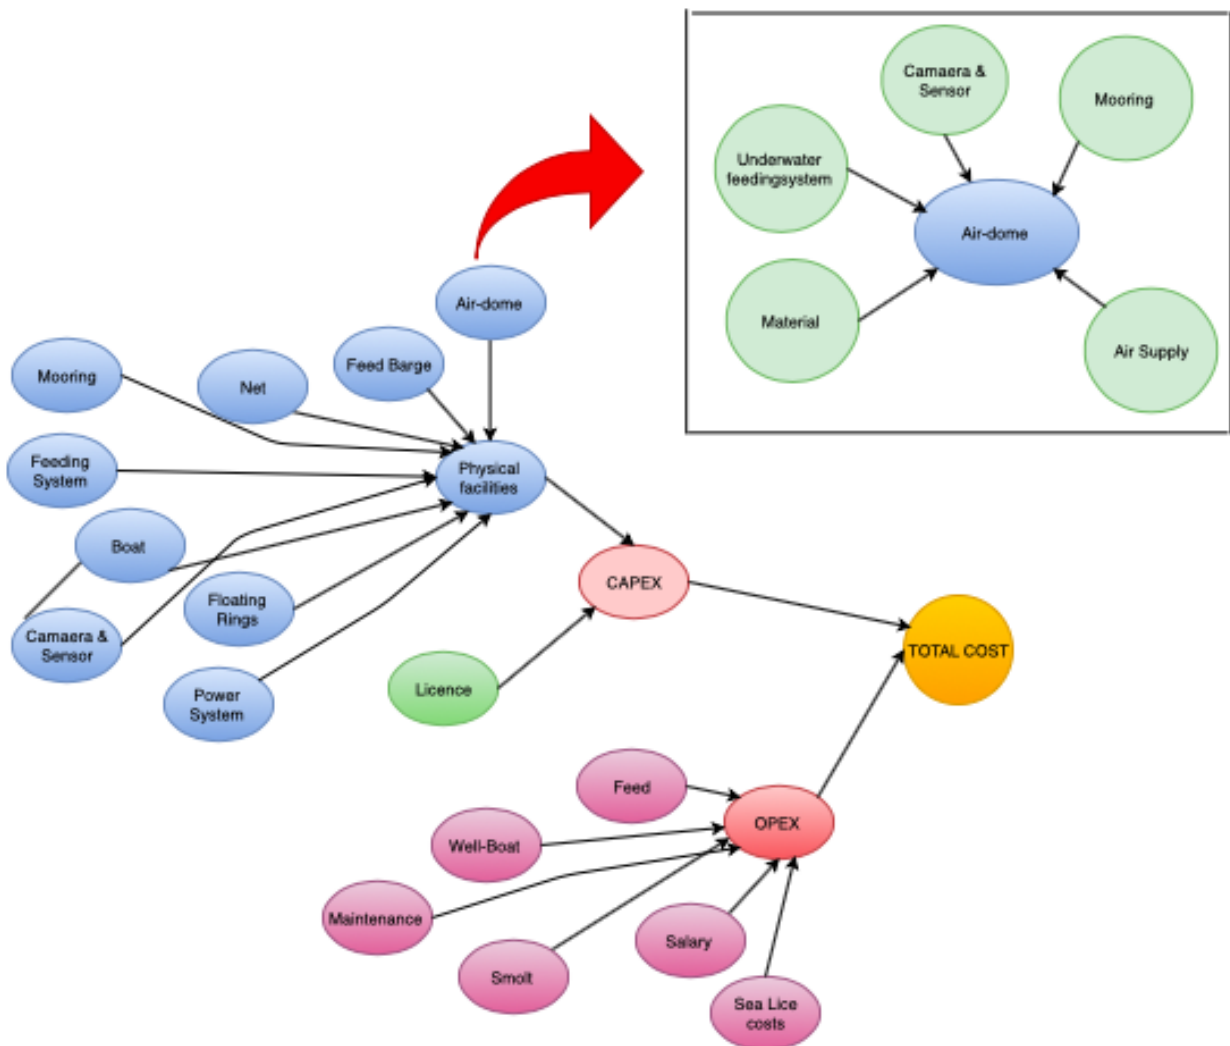 Camaera &
Sensor
Mooring
Underwater
feedingsystem
Air-dome
Material
Air Supply
Air-dome
Feed Barge
Mooring
Net
Feeding
System
Physical
facilities
Boat
CAPEX
Floating
Rings
Camaera &
Sensor
TOTAL COST
Licence
Power
System
Feed
OPEX
Well-Boat
Maintenance
Salary
Smolt
Sea Lice
costs